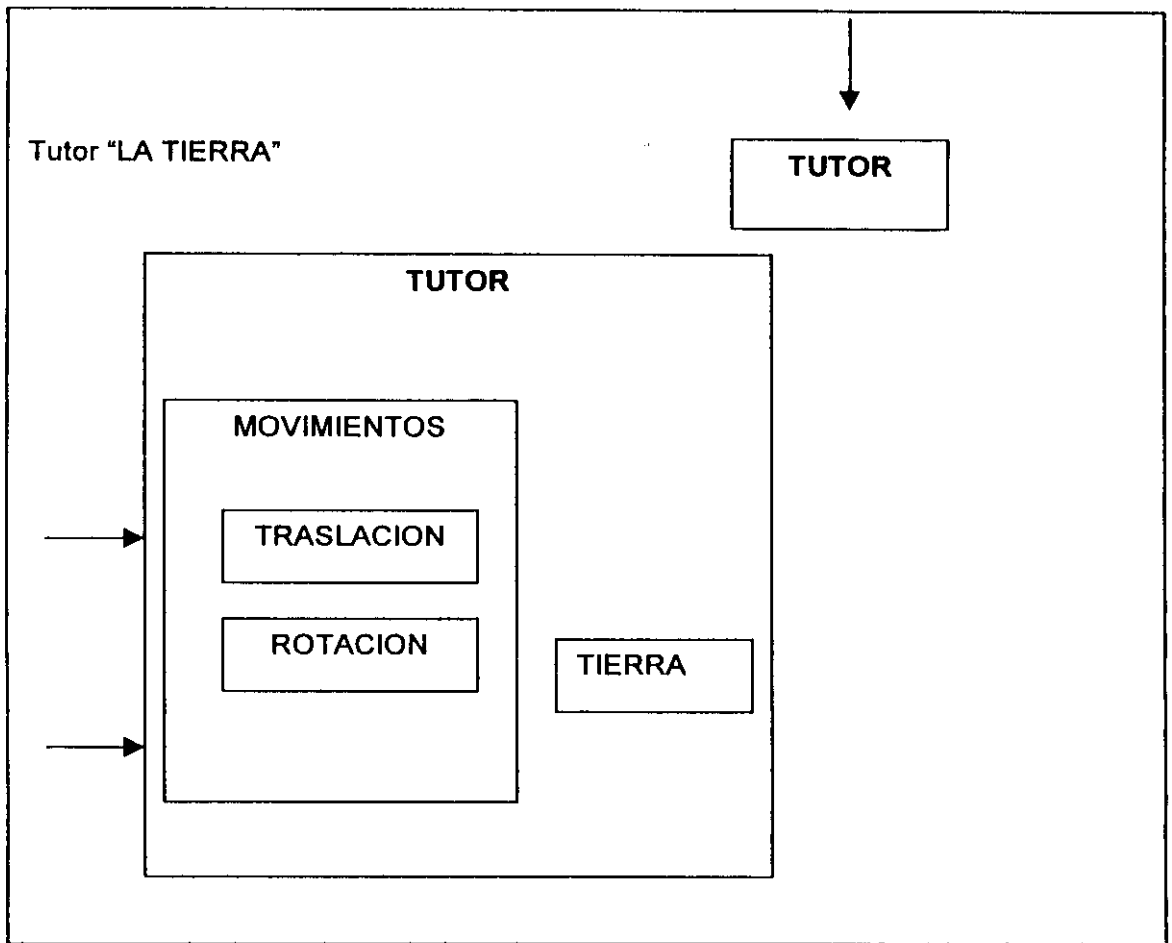 Tutor "LA TIERRA"
TUTOR
TUTOR
MOVIMIENTOS
TRASLACION
ROTACION
TIERRA